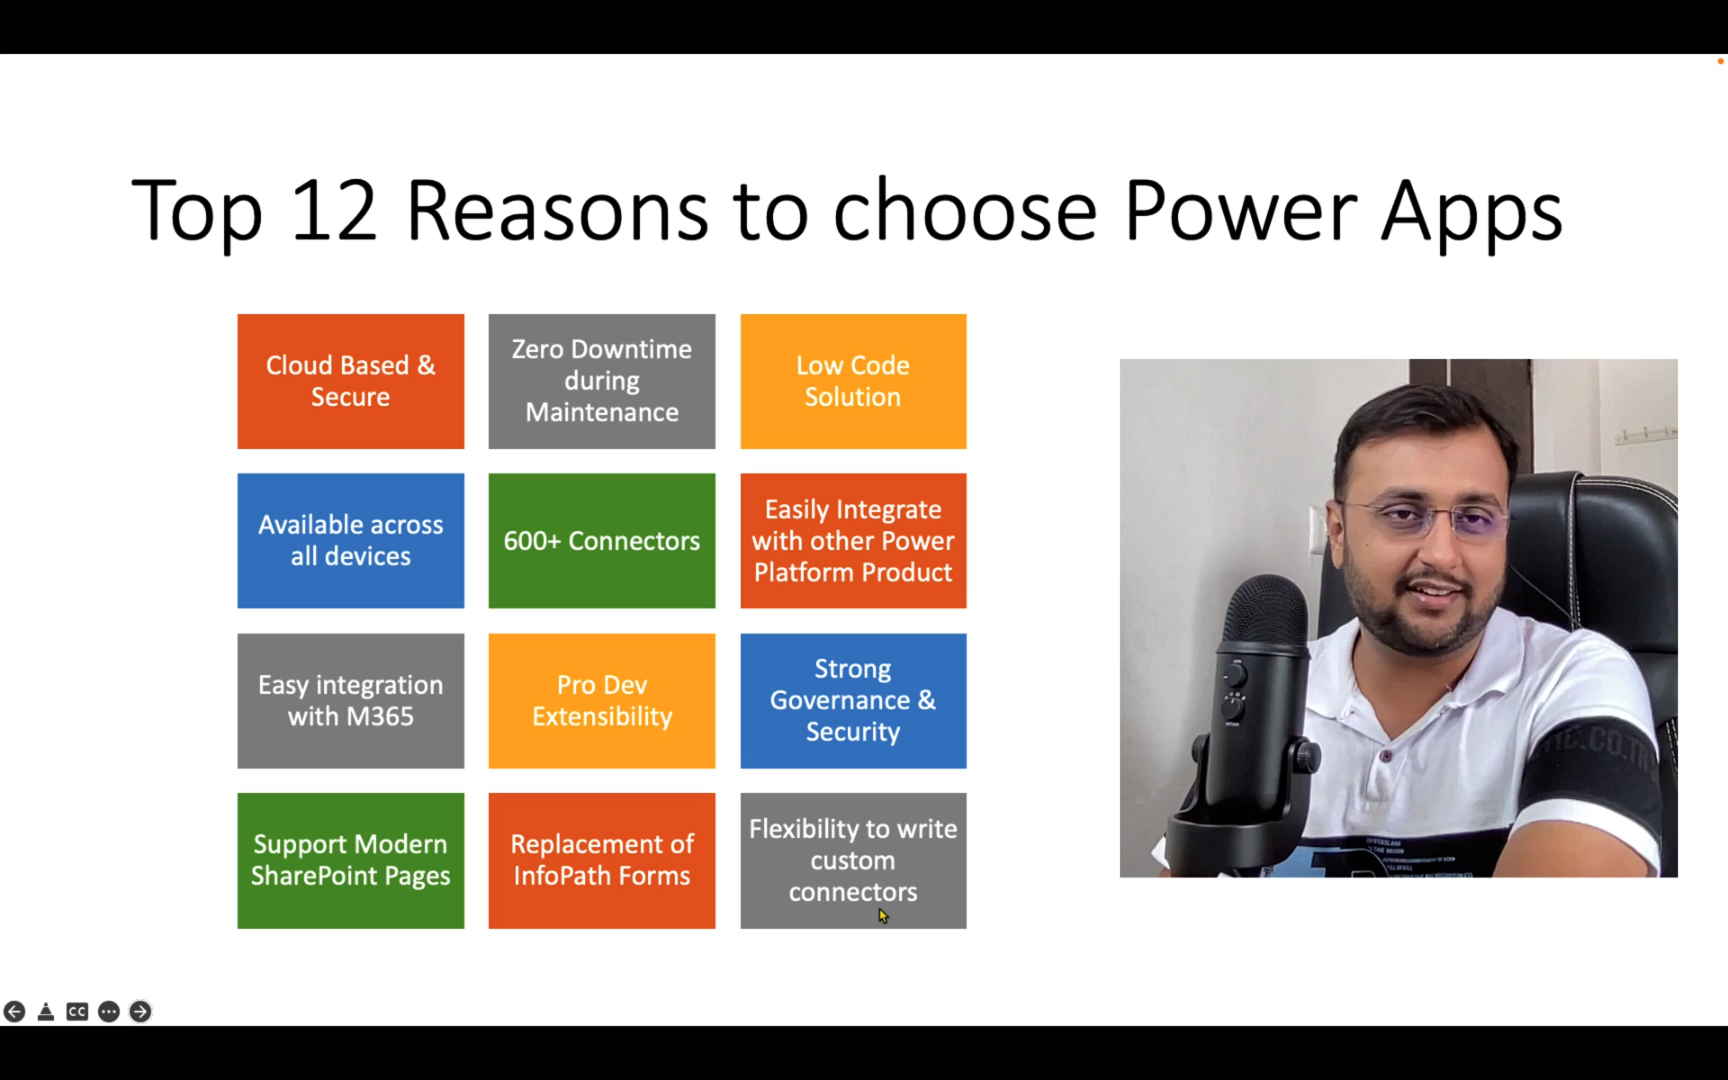 Top 12 Reasons to choose Power Apps
Cloud Based &
Secure
Zero Downtime
during
Maintenance
Low Code
Solution
Available across
all devices
600+ Connectors
Easily Integrate
with other Power
Platform Product
Easy integration
with M365
Pro Dev
Extensibility
Strong
Governance &
Security
Support Modern
SharePoint Pages
Replacement of
InfoPath Forms
Flexibility to write
custom
connectors
CC